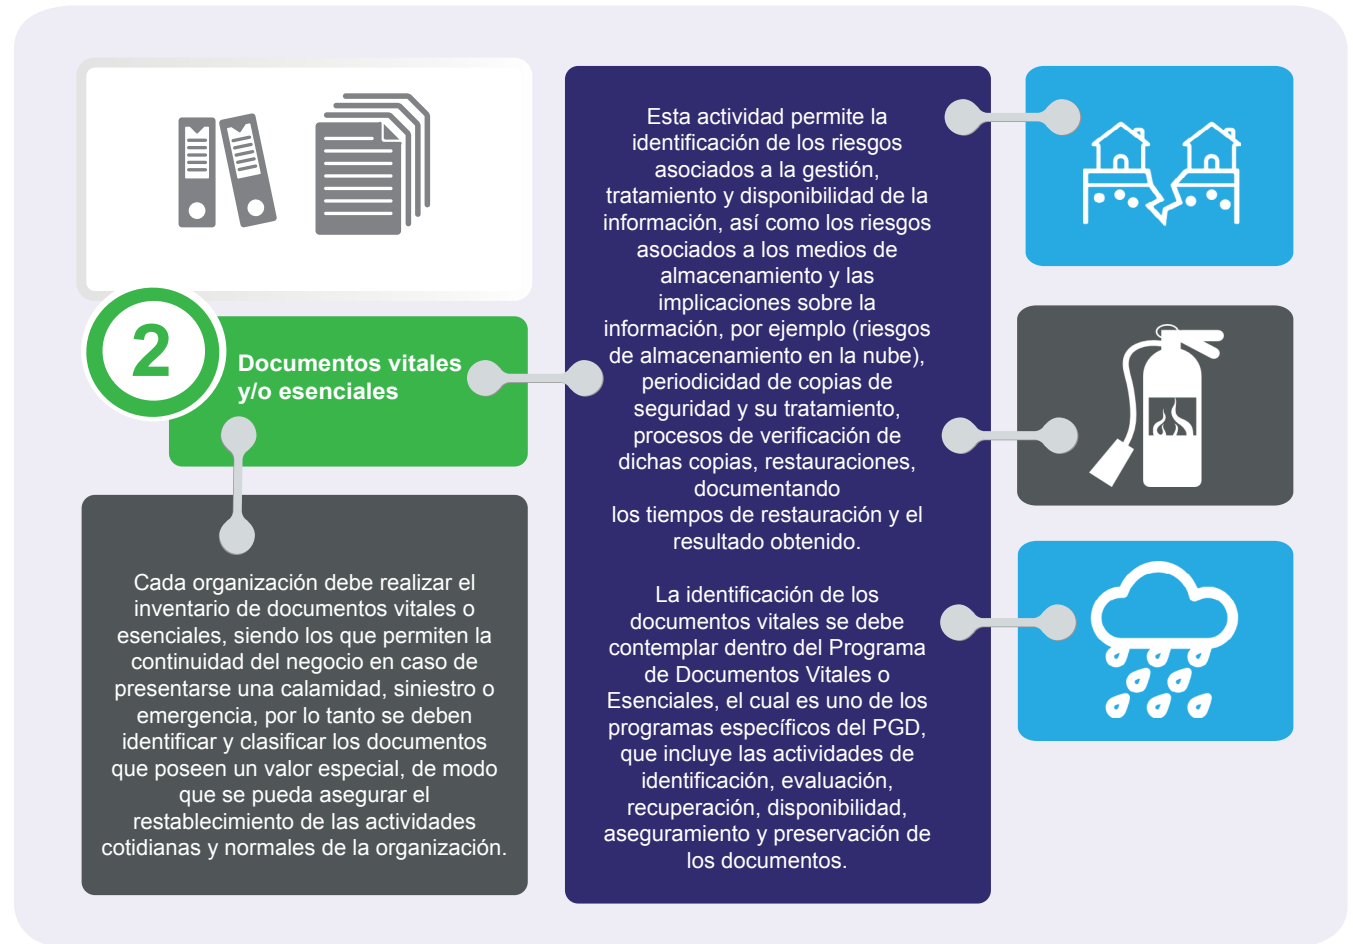 2
Documentos vitales
y/o esenciales
Cada organización debe realizar el
inventario de documentos vitales o
esenciales, siendo los que permiten la
continuidad del negocio en caso de
presentarse una calamidad, siniestro o
emergencia, por lo tanto se deben
identificar y clasificar los documentos
que poseen un valor especial, de modo
que se pueda asegurar el
restablecimiento de las actividades
cotidianas y normales de la organización.
Esta actividad permite la
identificación de los riesgos
asociados a la gestión,
tratamiento y disponibilidad de la
información, así como los riesgos
asociados a los medios de
almacenamiento y las
implicaciones sobre la
información, por ejemplo (riesgos
de almacenamiento en la nube),
periodicidad de copias de
seguridad y su tratamiento,
procesos de verificación de
dichas copias, restauraciones,
documentando
los tiempos de restauración y el
resultado obtenido.
La identificación de los
documentos vitales se debe
contemplar dentro del Programa
de Documentos Vitales o
Esenciales, el cual es uno de los
programas específicos del PGD,
que incluye las actividades de
identificación, evaluación,
recuperación, disponibilidad,
aseguramiento y preservación de
los documentos.